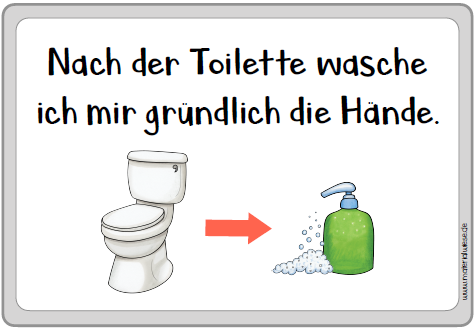 Nach der Toilette wasche
ich mir gründlich die Hände.
www.materialwiese.de